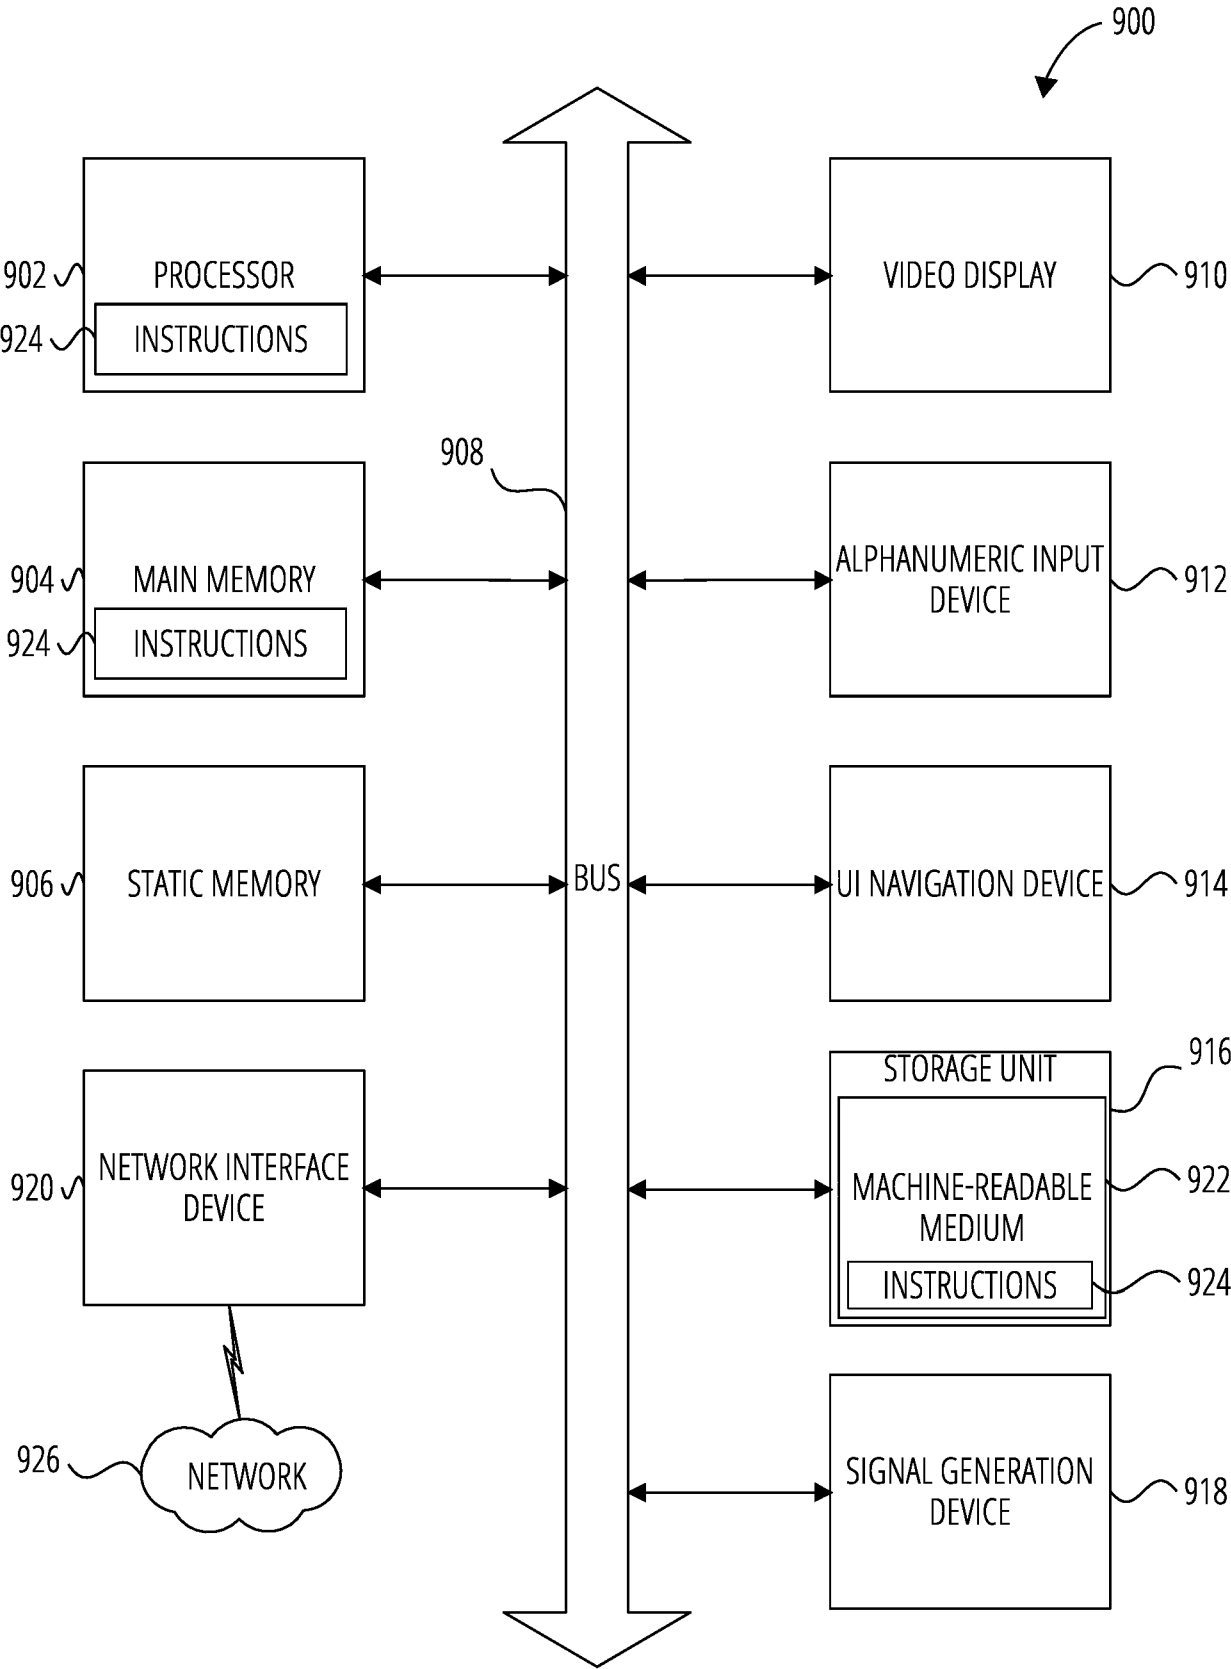 900
902
PROCESSOR
924
INSTRUCTIONS
VIDEO DISPLAY
910
908
904
MAIN MEMORY
924
INSTRUCTIONS
ALPHANUMERIC INPUT
DEVICE
912
906
STATIC MEMORY
BUS
UI NAVIGATION DEVICE
914
920
NETWORK INTERFACE
DEVICE
STORAGE UNIT
916
MACHINE-READABLE
MEDIUM
922
INSTRUCTIONS
924
926
NETWORK
SIGNAL GENERATION
DEVICE
918